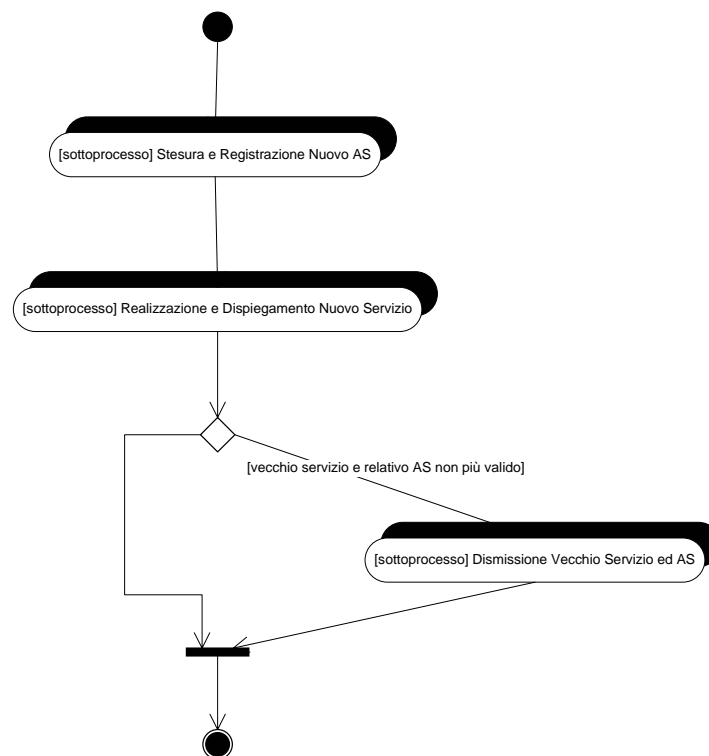 [sottoprocesso] Stesura e Registrazione Nuovo AS
[sottoprocesso] Realizzazione e Dispiegamento Nuovo Servizio
[vecchio servizio e relativo AS non più valido]
[sottoprocesso] Dismissione Vecchio Servizio ed AS